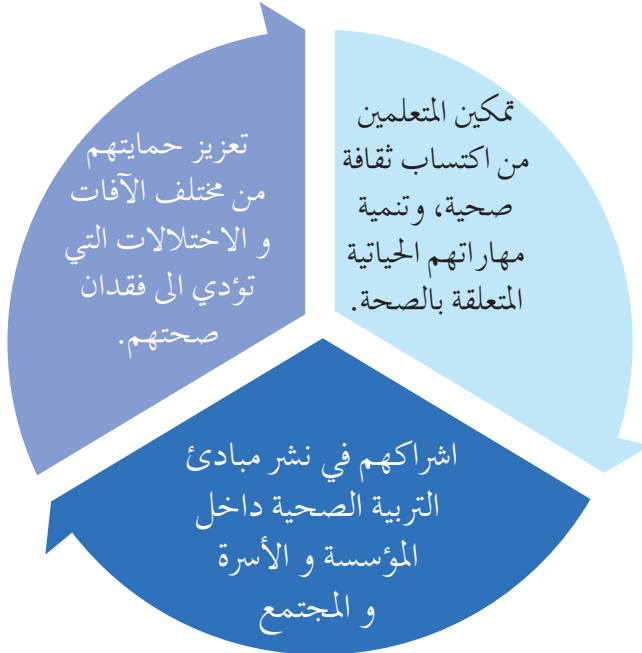 تمكين المتعلمين
من اكتساب ثقافة
صحية، وتنمية
مهاراتهم الحياتية
المتعلقة بالصحة.
اشراكهم في نشر مبادئ
التربية الصحية داخل
المؤسسة و الأسرة
و المجتمع
تعزيز حمايتهم
من مختلف الآفات
و الاختلالات التي
تؤدي الى فقدان
صحتهم.